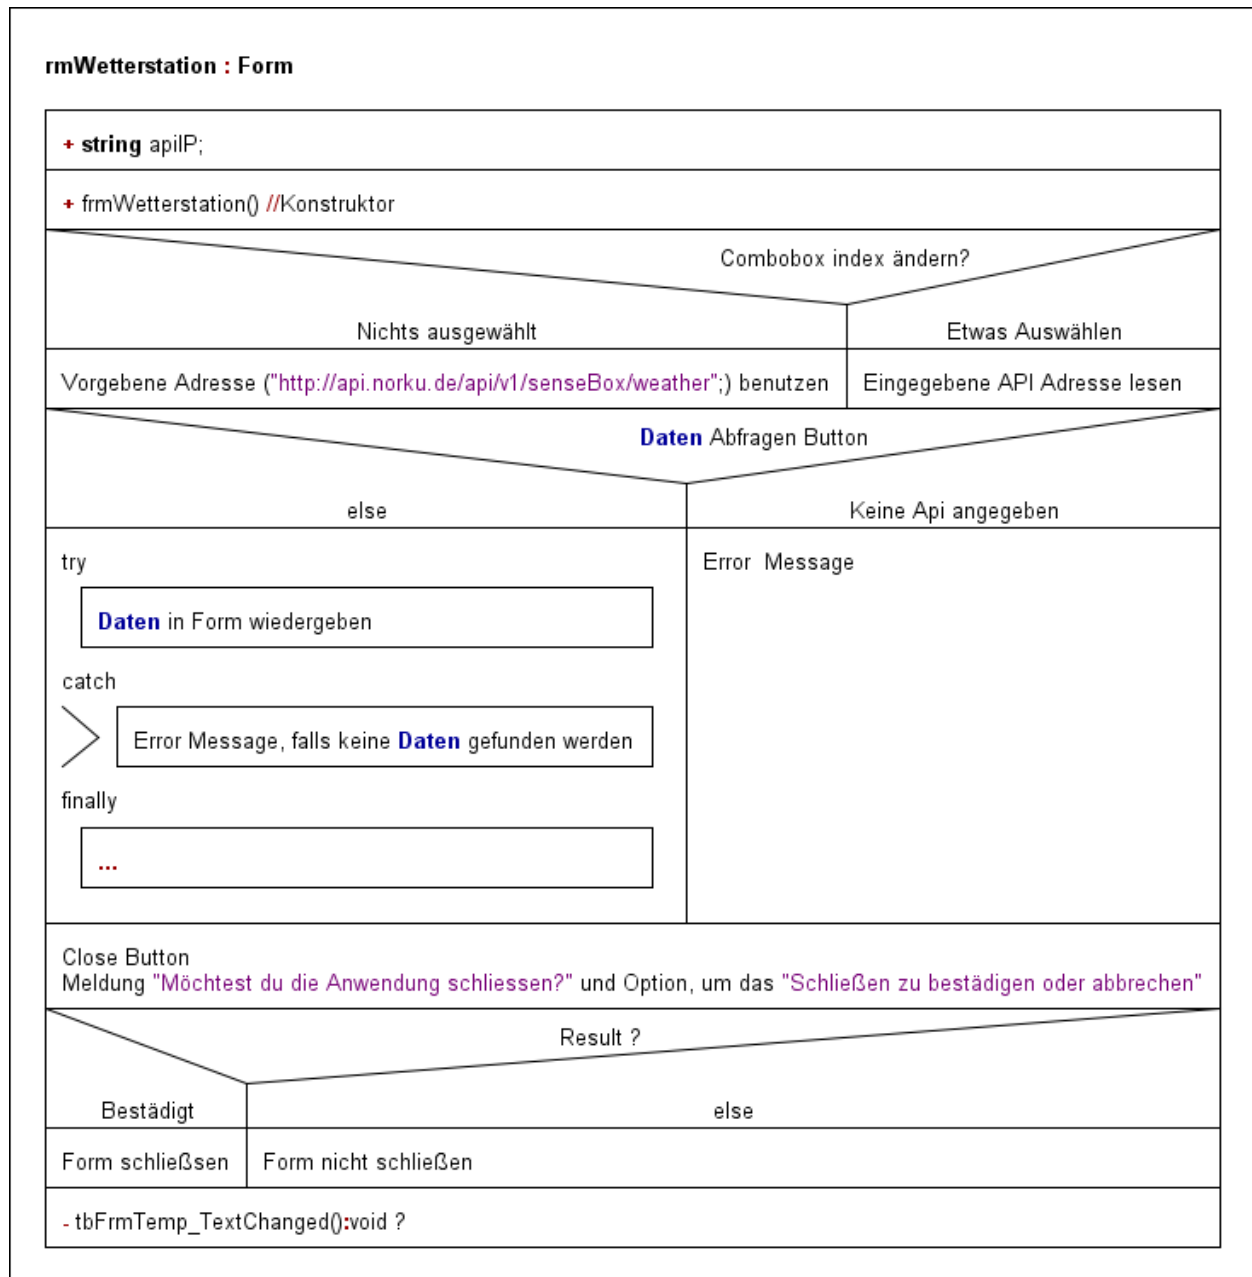 rmWetterstation : Form
+ string apiIP;
+ frmWetterstation() //Konstruktor
Combobox index ändern?
Nichts ausgewählt
Etwas Auswählen
Vorgebene Adresse ("http://api.norku.de/api/v1/senseBox/weather";) benutzen
Eingegebene API Adresse lesen
Daten Abfragen Button
else
Keine Api angegeben
try
Error  Message
Daten in Form wiedergeben
catch
Error Message, falls keine Daten gefunden werden
finally
...
Close Button
Meldung "Möchtest du die Anwendung schliessen?" und Option, um das "Schließen zu bestädigen oder abbrechen"
Result ?
Bestädigt
else
Form schließsen
Form nicht schließen
- tbFrmTemp_TextChanged():void ?